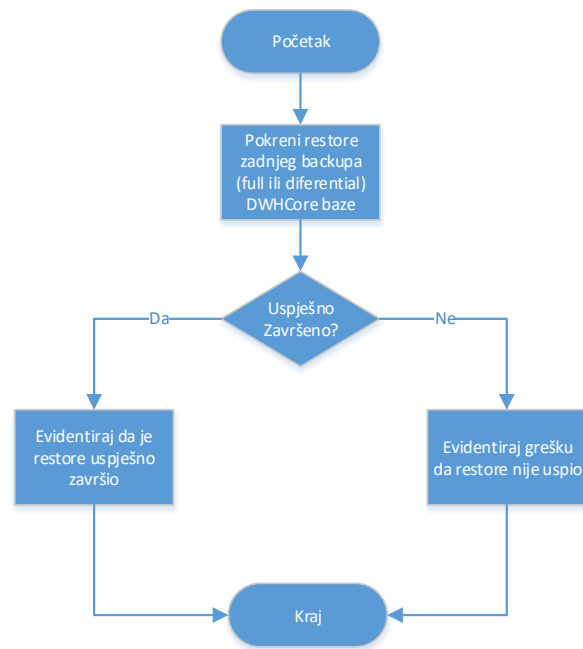 Početak
Pokreni restore
zadnjeg backupa
(full ili diferential)
DWHCore baze
Uspješno
Završeno?
Da
Ne
Evidentiraj da je
restore uspješno
završio
Evidentiraj grešku
da restore nije uspio
Kraj